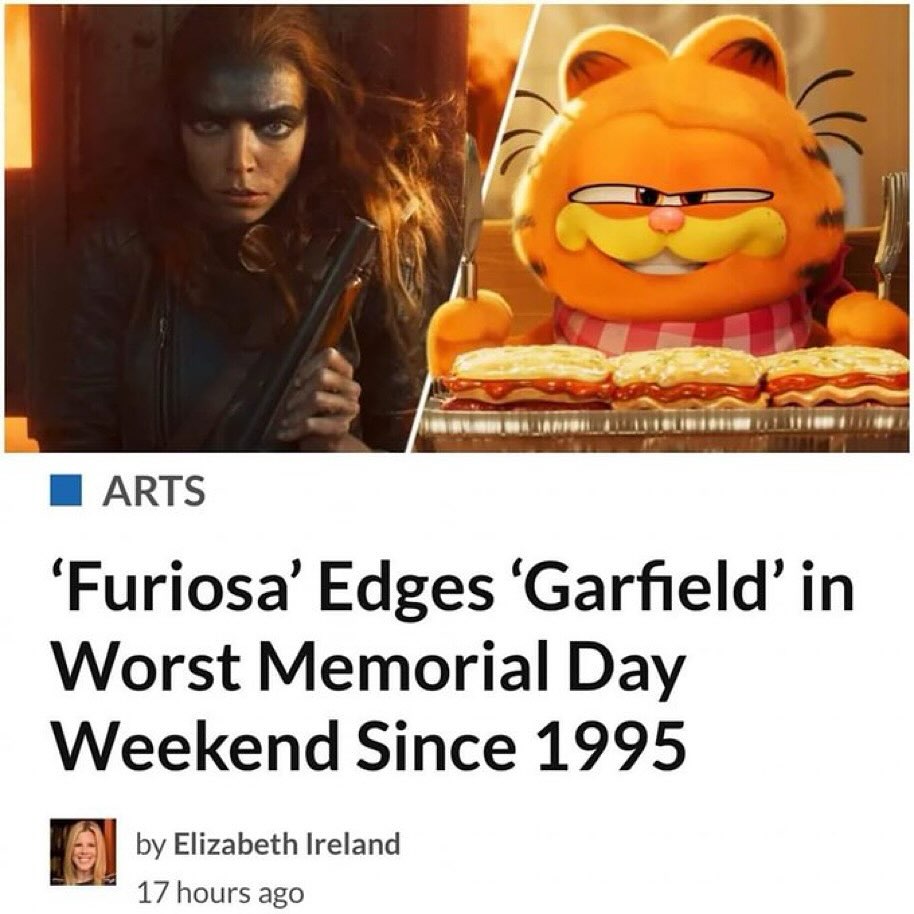 ARTS
‘Furiosa’ Edges ‘Garfield’ in
Worst Memorial Day
Weekend Since 1995
by Elizabeth Ireland
17 hours ago